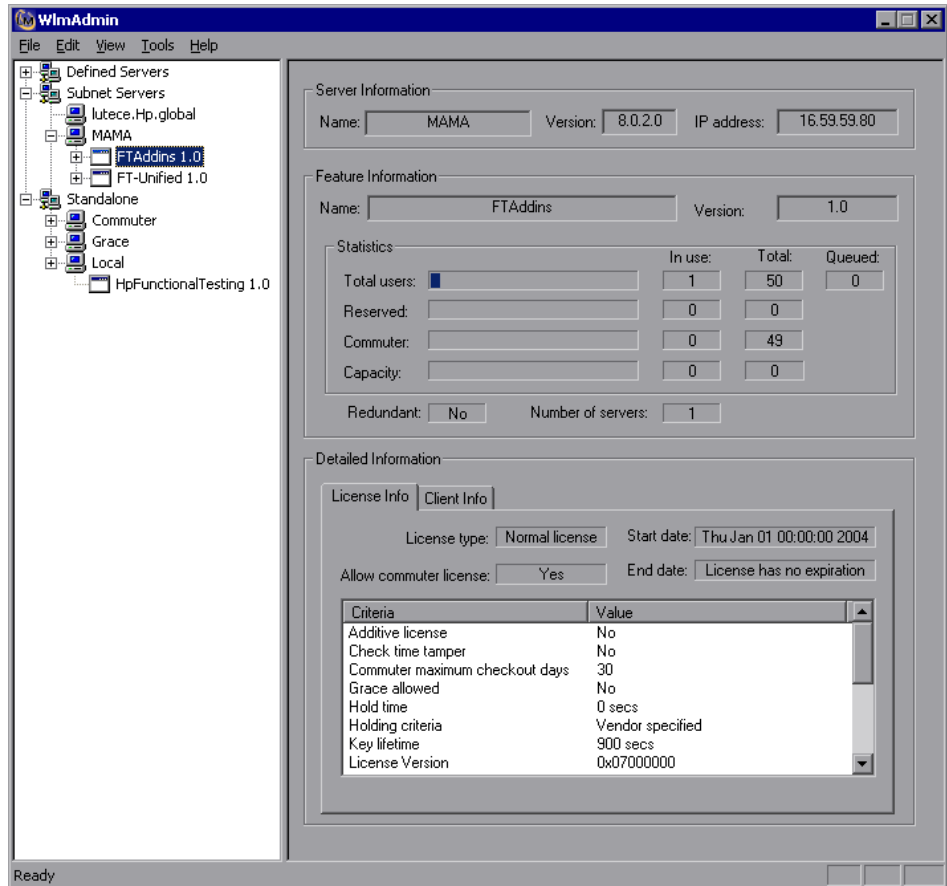 WlmAdmin
File Edit View Tools Help
Defined Servers
Subnet Servers
lutece.Hp.global
MAMA
FTAddins 1.0
FT-Unified 1.0
Standalone
Commuter
Grace
Local
HpFunctionalTesting 1.0
Server Information
Name: MAMA Version: 8.0.2.0 IP address: 16.59.59.80
Feature Information
Name: FTAddins Version: 1.0
Statistics
In use: Total: Queued:
Total users: 1 50 0
Reserved: 0 0
Commuter: 0 49
Capacity: 0 0
Redundant: No Number of servers: 1
Detailed Information
License Info Client Info
License type: Normal license Start date: Thu Jan 01 00:00:00 2004
Allow commuter license: Yes End date: License has no expiration
Criteria Value
Additive license No
Check time tamper No
Commuter maximum checkout days 30
Grace allowed No
Hold time 0 secs
Holding criteria Vendor specified
Key lifetime 900 secs
License Version 0x07000000
Ready